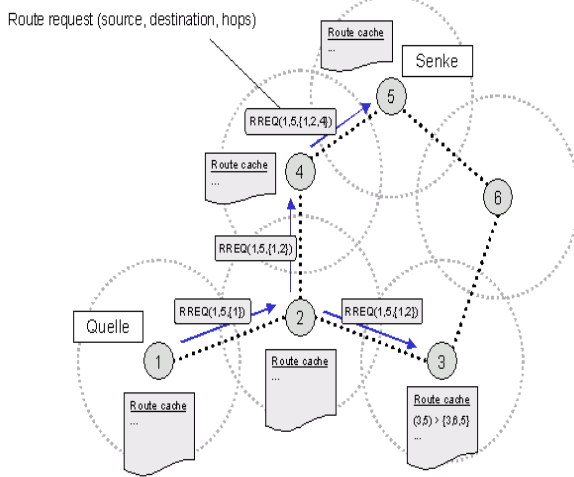 Route request (source, destination, hops)
Route cache
...
Senke
5
RREQ(1,5,{1,2,4})
Route cache
...
4
6
RREQ(1,5,{1,2})
RREQ(1,5,{1})
RREQ(1,5,{1,2})
Quelle
2
1
3
Route cache
...
Route cache
...
Route cache
(3,5) > {3,6,5}
...